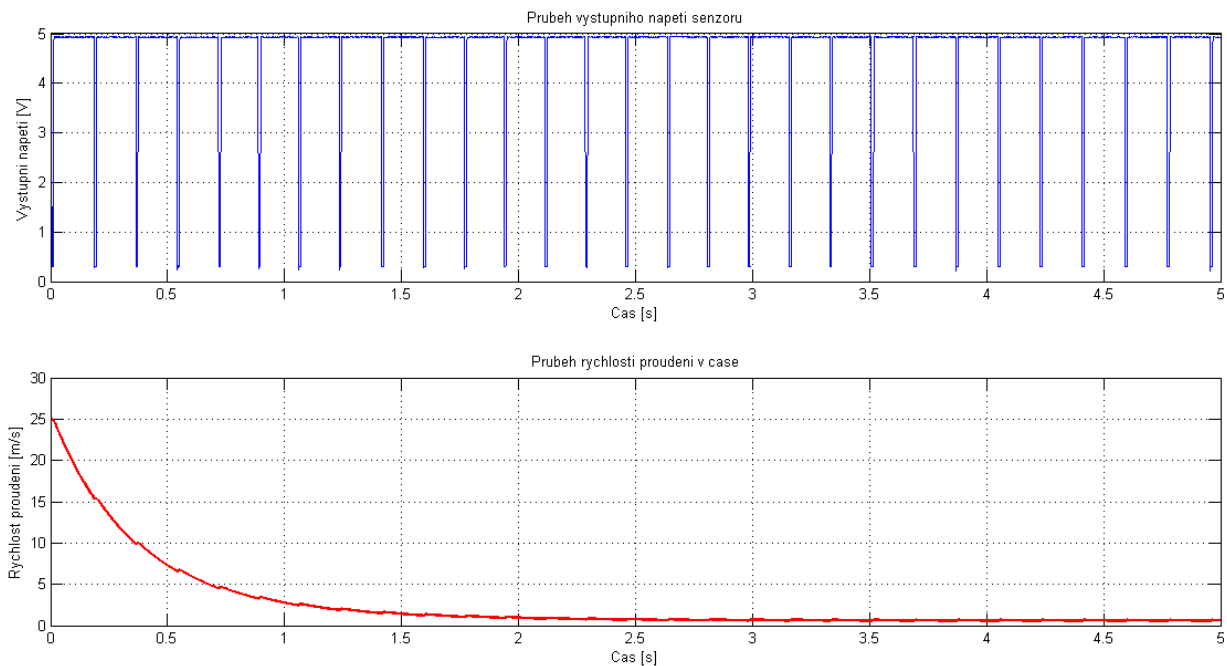 Prubeh vystupniho napeti senzoru
Vystupni napeti [V]
5
4
3
2
1
0
0 0.5 1 1.5 2 2.5 3 3.5 4 4.5 5
Cas [s]
Prubeh rychlosti proudeni v case
Rychlost proudeni [m/s]
30
25
20
15
10
5
0
0 0.5 1 1.5 2 2.5 3 3.5 4 4.5 5
Cas [s]